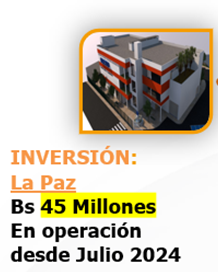 INVERSIÓN:
La Paz
Bs 45 Millones
En operación
desde Julio 2024